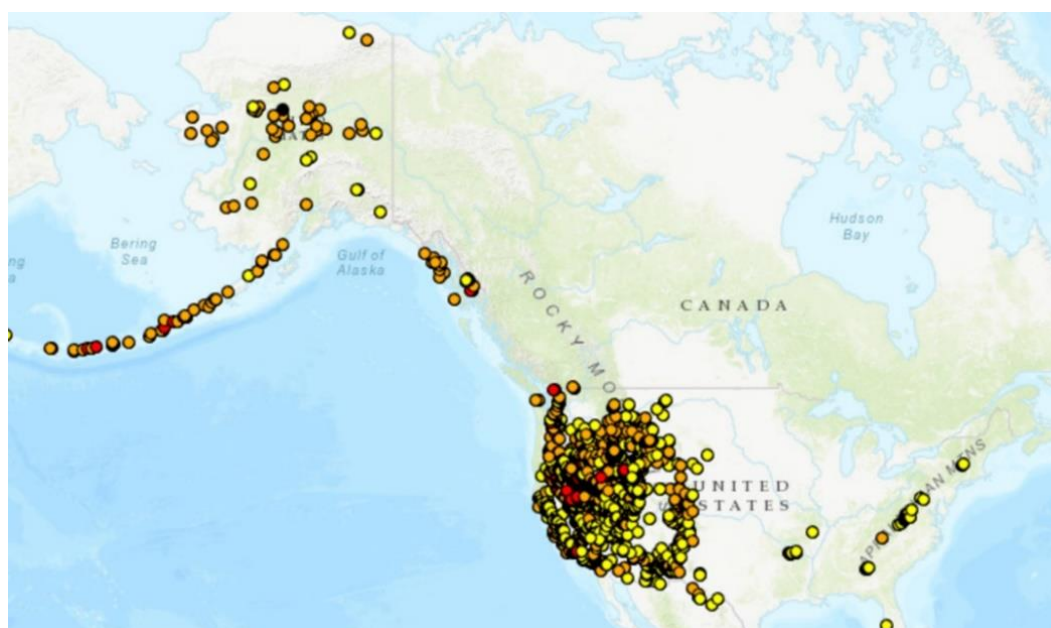 Bering
Sea
Gulf of
Alaska
Hudson
Bay
CANADA
ROCKY MO
UNITED
STATES